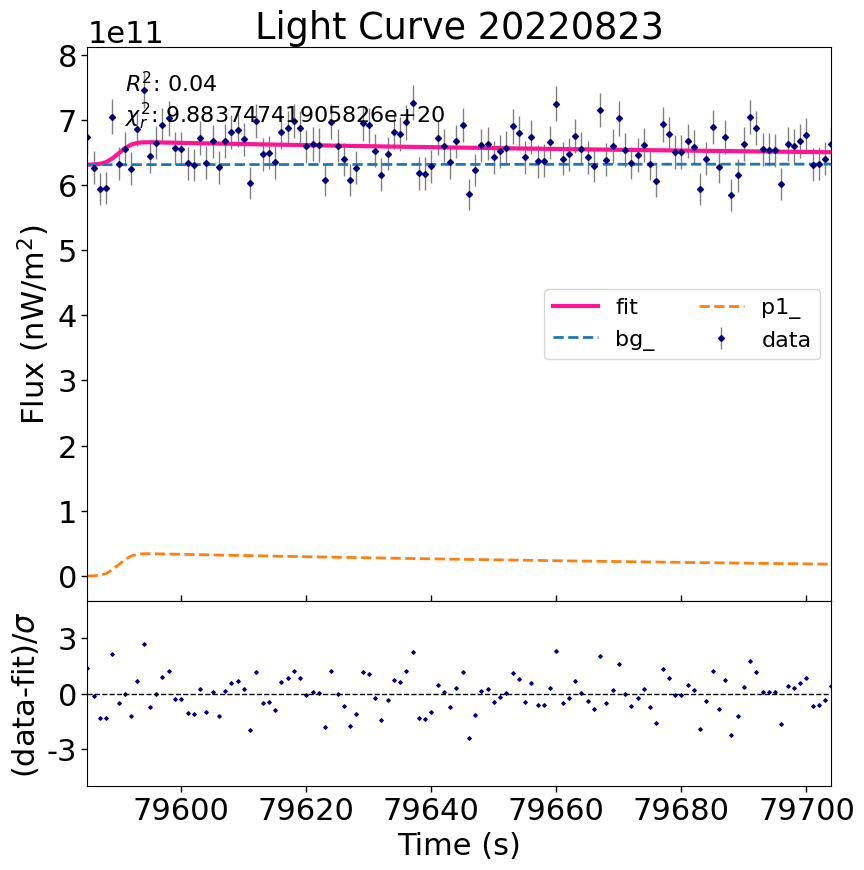 Light Curve 20220823
1e11
R²: 0.04
χ²ᵣ: 9.88374741905826e+20
8
7
6
5
4
3
2
1
0
Flux (nW/m²)
fit
bg_
p1_
data
3
0
-3
(data-fit)/σ
79600 79620 79640 79660 79680 79700
Time (s)